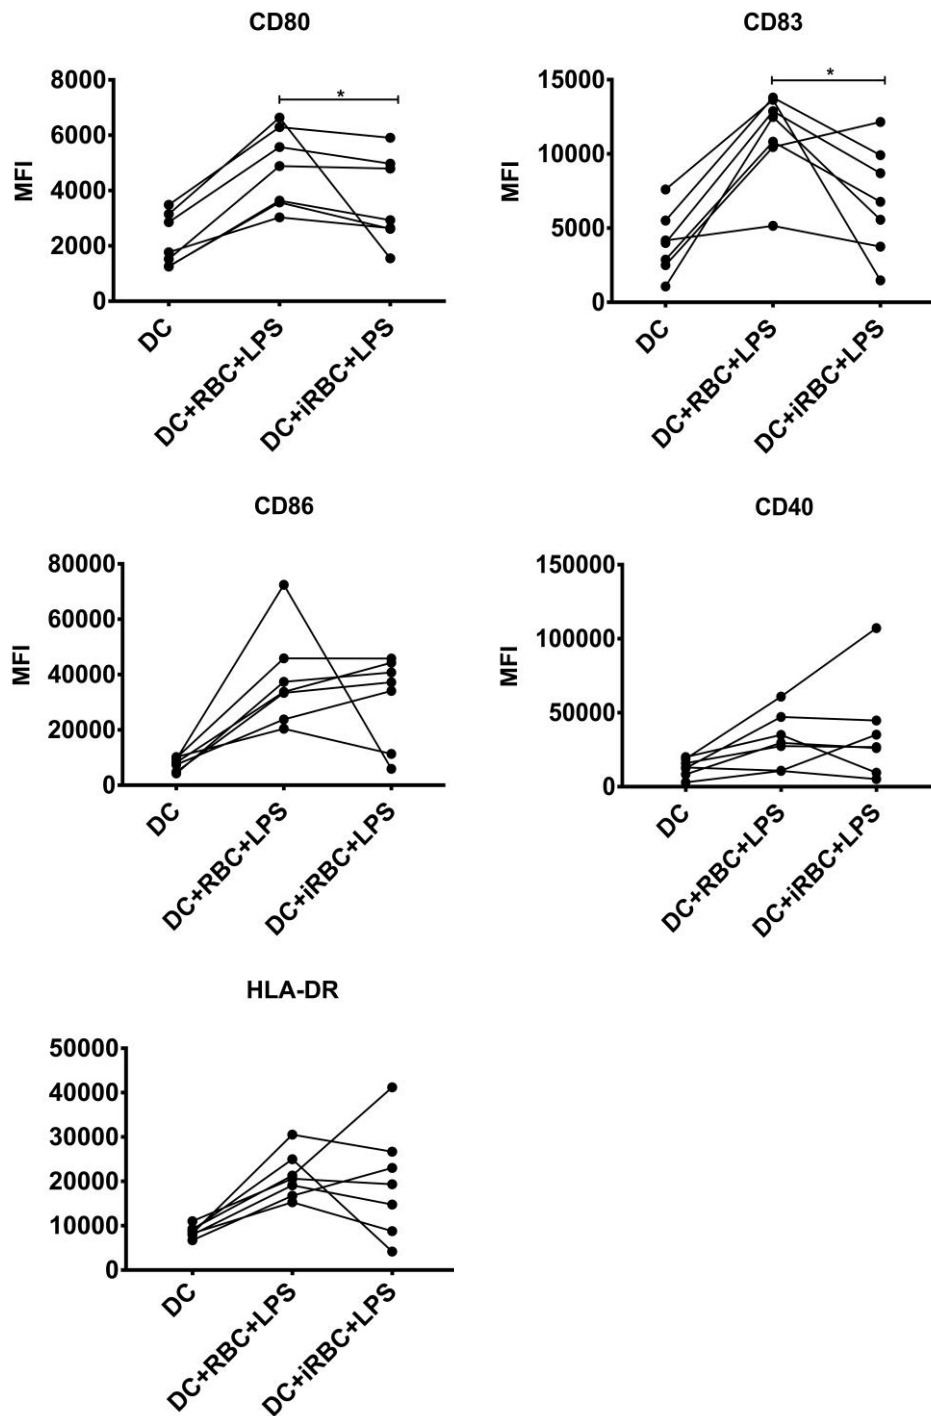 CD80
8000
6000
4000
2000
0
MFI
*
DC
DC+RBC+LPS
DC+iRBC+LPS
CD83
15000
10000
5000
0
MFI
*
DC
DC+RBC+LPS
DC+iRBC+LPS
CD86
80000
60000
40000
20000
0
MFI
DC
DC+RBC+LPS
DC+iRBC+LPS
CD40
150000
100000
50000
0
MFI
DC
DC+RBC+LPS
DC+iRBC+LPS
HLA-DR
50000
40000
30000
20000
10000
0
DC
DC+RBC+LPS
DC+iRBC+LPS